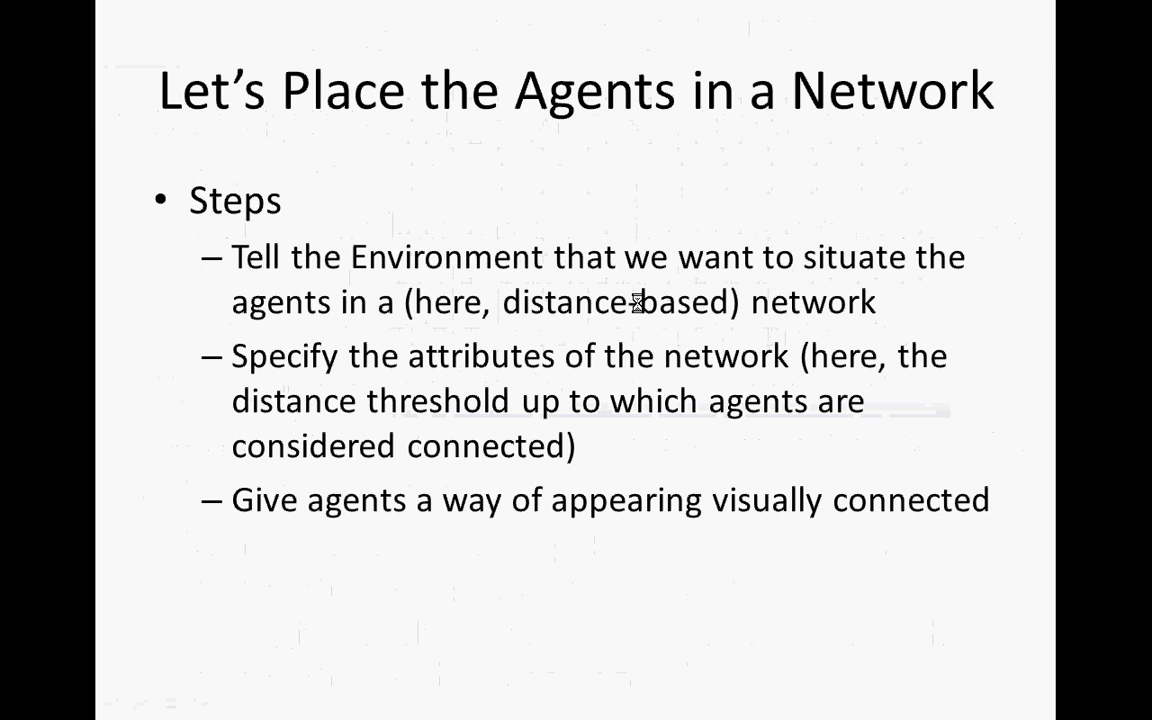 Let's Place the Agents in a Network
• Steps
– Tell the Environment that we want to situate the
agents in a (here, distance-based) network
– Specify the attributes of the network (here, the
distance threshold up to which agents are
considered connected)
– Give agents a way of appearing visually connected